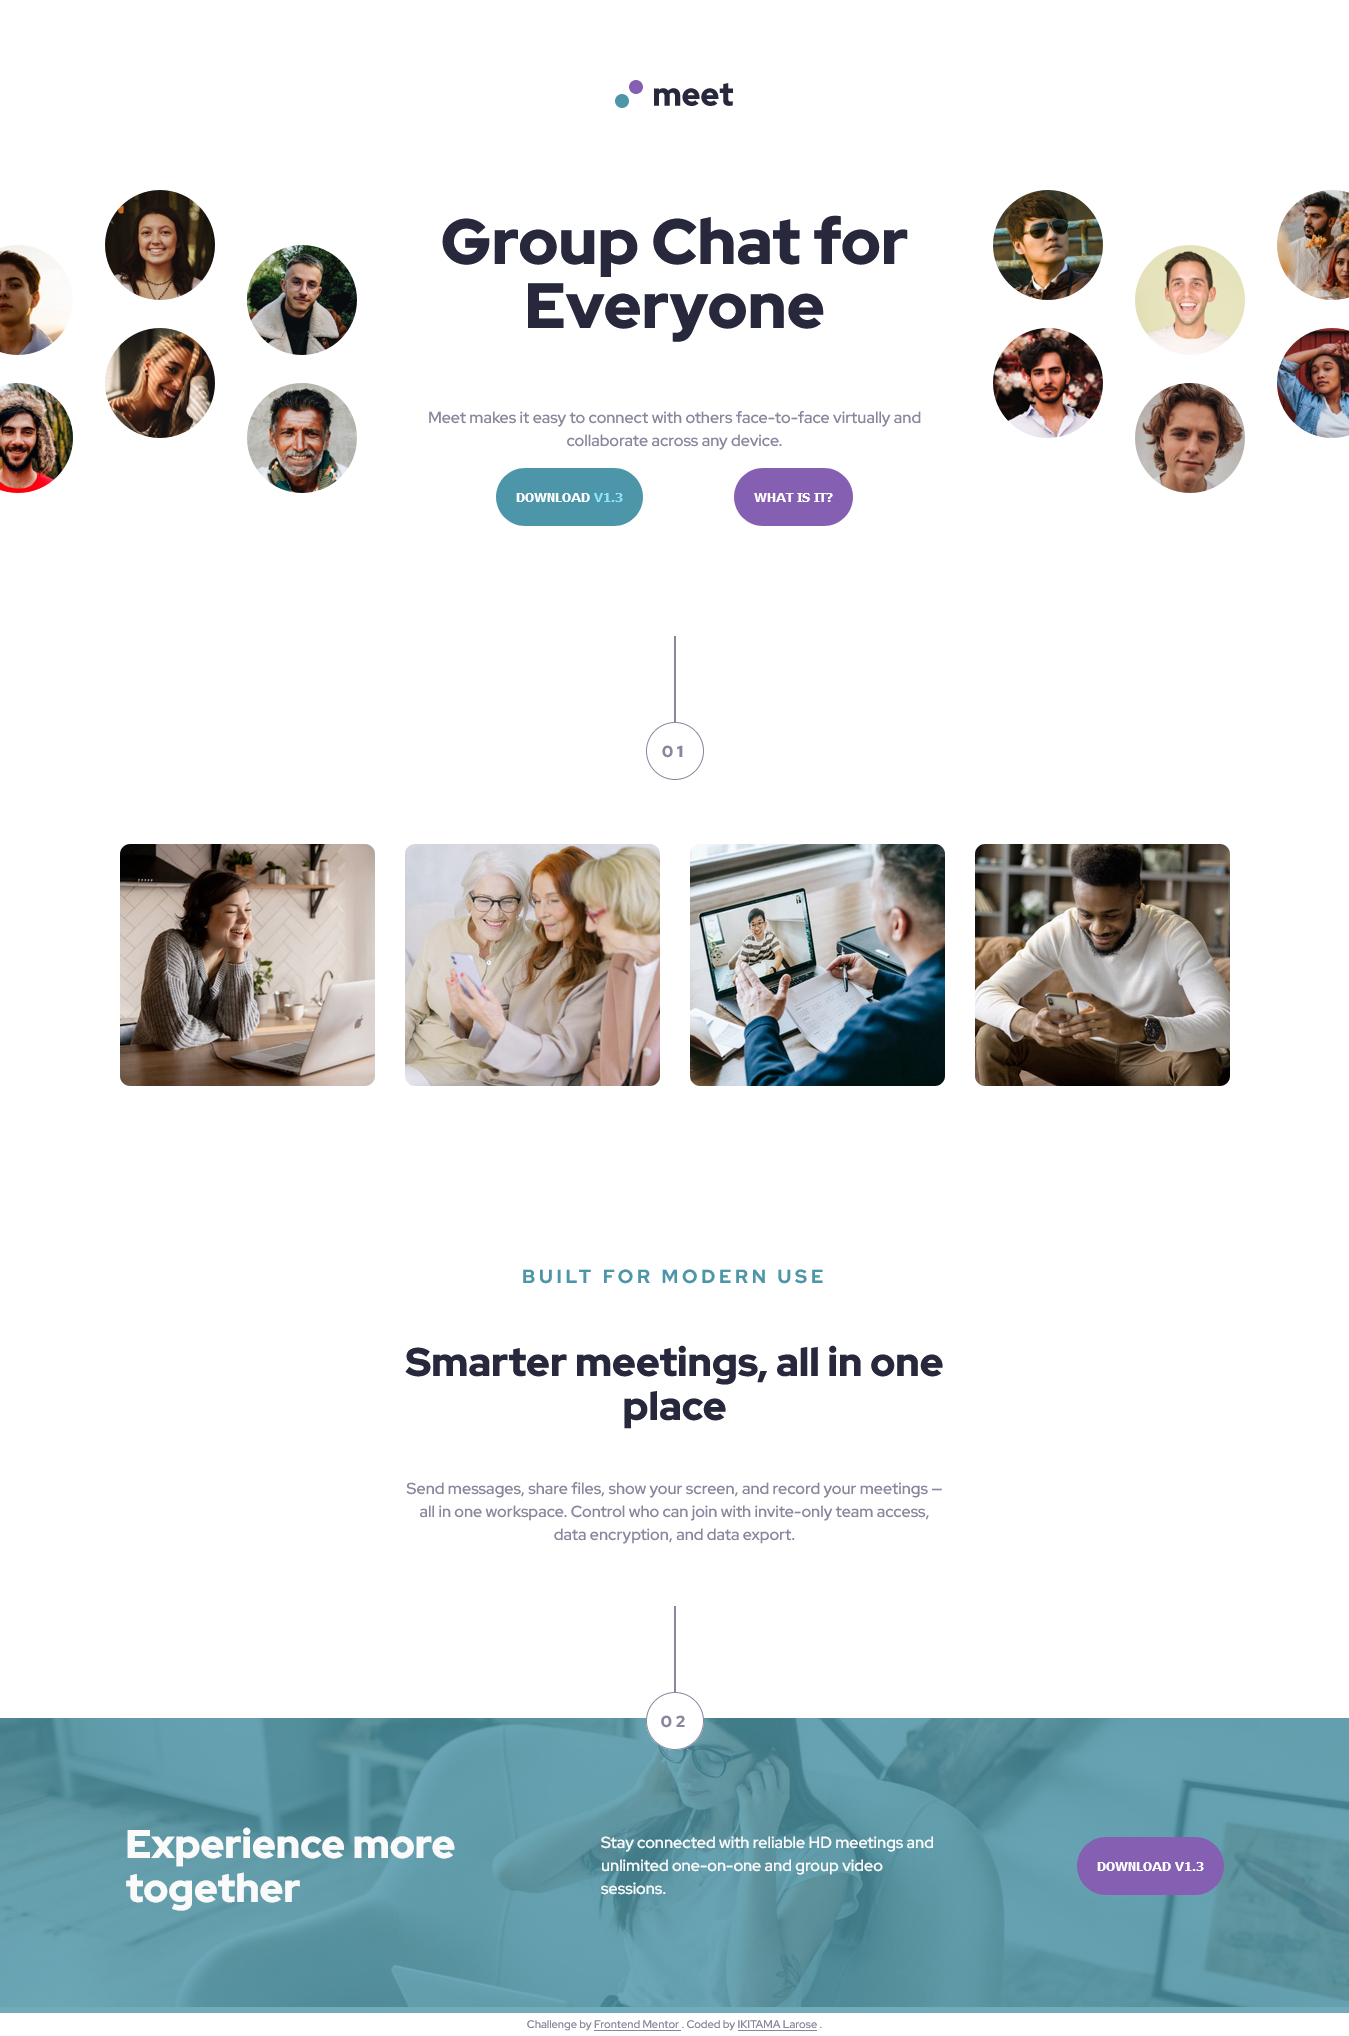 meet
Group Chat for
Everyone
Meet makes it easy to connect with others face-to-face virtually and
collaborate across any device.
DOWNLOAD V1.3
WHAT IS IT?
01
BUILT FOR MODERN USE
Smarter meetings, all in one
place
Send messages, share files, show your screen, and record your meetings —
all in one workspace. Control who can join with invite-only team access,
data encryption, and data export.
02
Experience more
together
Stay connected with reliable HD meetings and
unlimited one-on-one and group video
sessions.
DOWNLOAD V1.3
Challenge by Frontend Mentor . Coded by IKITAMA Larose .